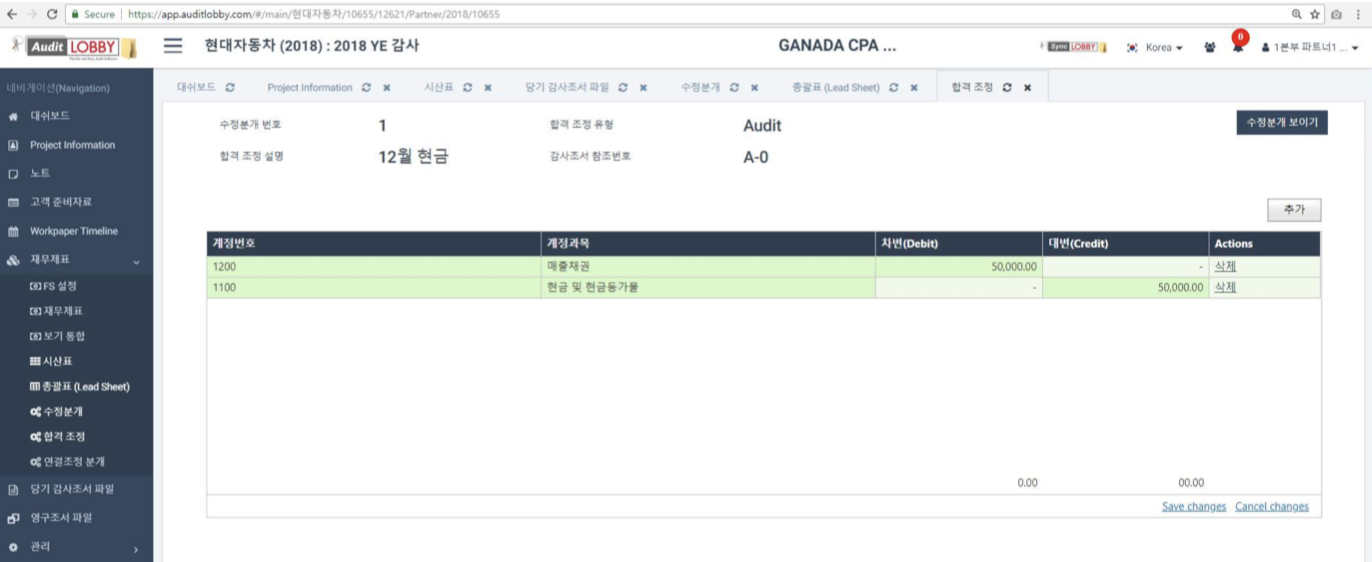 Secure | https://app.auditlobby.com/#/main/현대자동차/10655/12621/Partner/2018/10655
Audit LOBBY
현대자동차 (2018) : 2018 YE 감사
GANADA CPA ...
Sync LOBBY
Korea
0
1본부 파트너1 ...
네비게이션(Navigation)
대쉬보드
Project Information
노트
고객 준비자료
Workpaper Timeline
재무제표
FS 설정
재무제표
보기 통합
시산표
총괄표 (Lead Sheet)
수정분개
합격 조정
연결조정 분개
당기 감사조서 파일
영구조서 파일
관리
대쉬보드 Project Information 시산표 당기 감사조서 파일 수정분개 총괄표 (Lead Sheet) 합격 조정
수정분개 번호 1 합격 조정 유형 Audit
수정분개 보이기
합격 조정 설명 12월 현금 감사조서 참조번호 A-0
추가
계정번호 계정과목 차변(Debit) 대변(Credit) Actions
1200 매출채권 50,000.00 - 삭제
1100 현금 및 현금등가물 - 50,000.00 삭제
0.00 00.00
Save changes Cancel changes